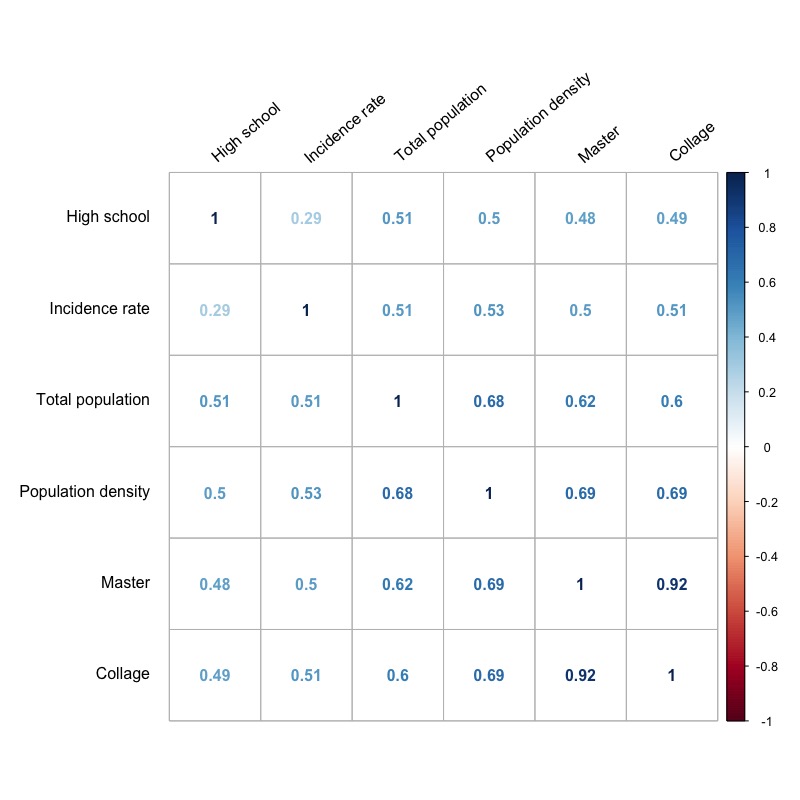 High school Incidence rate Total population Population density Master Collage
High school 1 0.29 0.51 0.5 0.48 0.49
Incidence rate 0.29 1 0.51 0.53 0.5 0.51
Total population 0.51 0.51 1 0.68 0.62 0.6
Population density 0.5 0.53 0.68 1 0.69 0.69
Master 0.48 0.5 0.62 0.69 1 0.92
Collage 0.49 0.51 0.6 0.69 0.92 1
1
0.8
0.6
0.4
0.2
0
-0.2
-0.4
-0.6
-0.8
-1